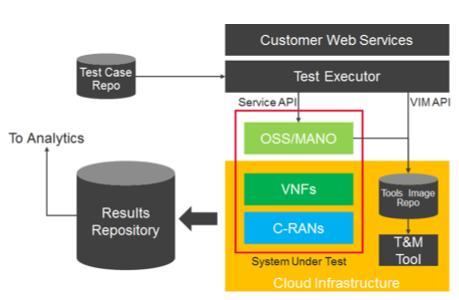 Customer Web Services
Test Case
Repo
Test Executor
Service API
VIM API
To Analytics
OSS/MANO
VNFs
Tools Image
Repo
Results
Repository
C-RANs
T&M
Tool
System Under Test
Cloud Infrastructure